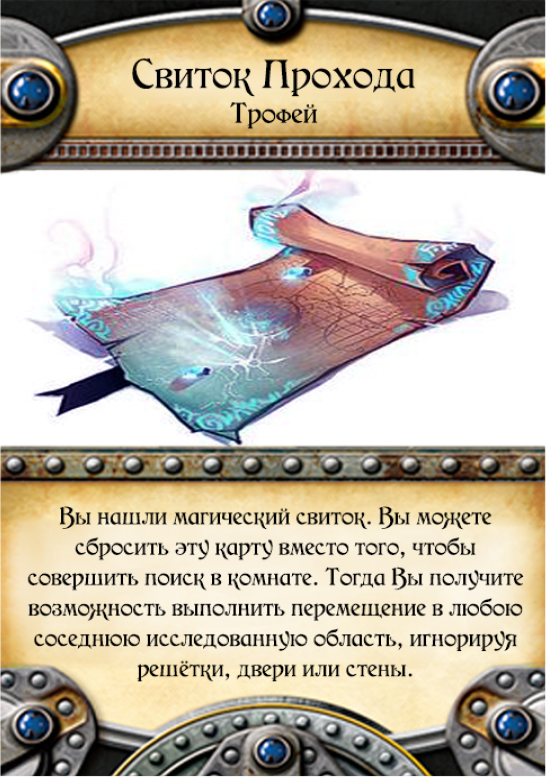 Свиток Прохода
Трофей
Вы нашли магический свиток. Вы можете
сбросить эту карту вместо того, чтобы
совершить поиск в комнате. Тогда Вы получите
возможность выполнить перемещение в любою
соседнюю исследованную область, игнорируя
решётки, двери или стены.